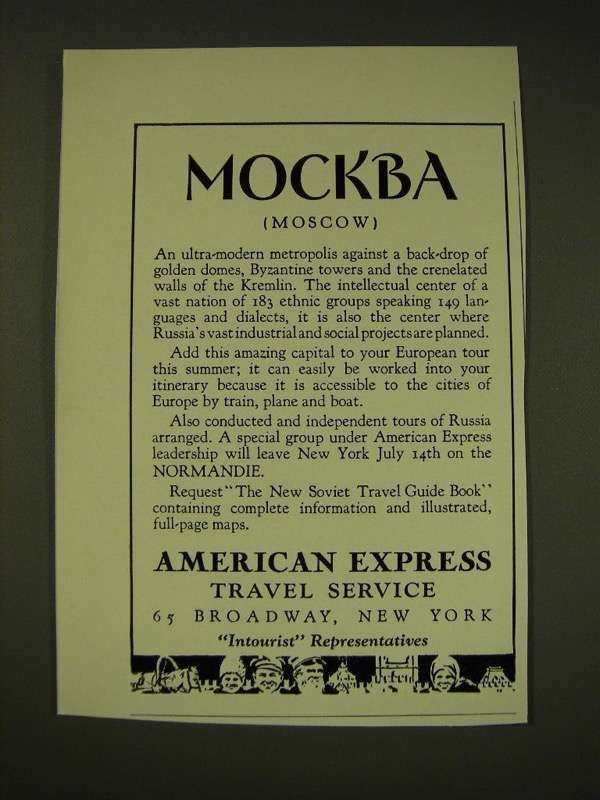 МОСКВА
(MOSCOW)
An ultra-modern metropolis against a back-drop of
golden domes, Byzantine towers and the crenelated
walls of the Kremlin. The intellectual center of a
vast nation of 183 ethnic groups speaking 149 lan-
guages and dialects, it is also the center where
Russia's vast industrial and social projects are planned.
Add this amazing capital to your European tour
this summer; it can easily be worked into your
itinerary because it is accessible to the cities of
Europe by train, plane and boat.
Also conducted and independent tours of Russia
arranged. A special group under American Express
leadership will leave New York July 14th on the
NORMANDIE.
Request "The New Soviet Travel Guide Book"
containing complete information and illustrated,
full-page maps.
AMERICAN EXPRESS
TRAVEL SERVICE
65 BROADWAY, NEW YORK
"Intourist" Representatives